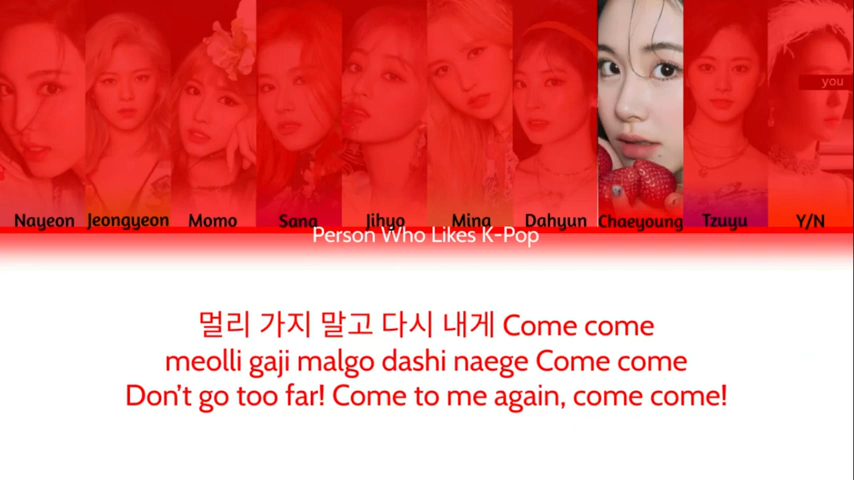 you
Nayeon Jeongyeon Momo Sana Jihyo Mina Dahyun Chaeyoung Tzuyu Y/N
Person Who Likes K-Pop
멀리 가지 말고 다시 내게 Come come
meolli gaji malgo dashi naege Come come
Don't go too far! Come to me again, come come!